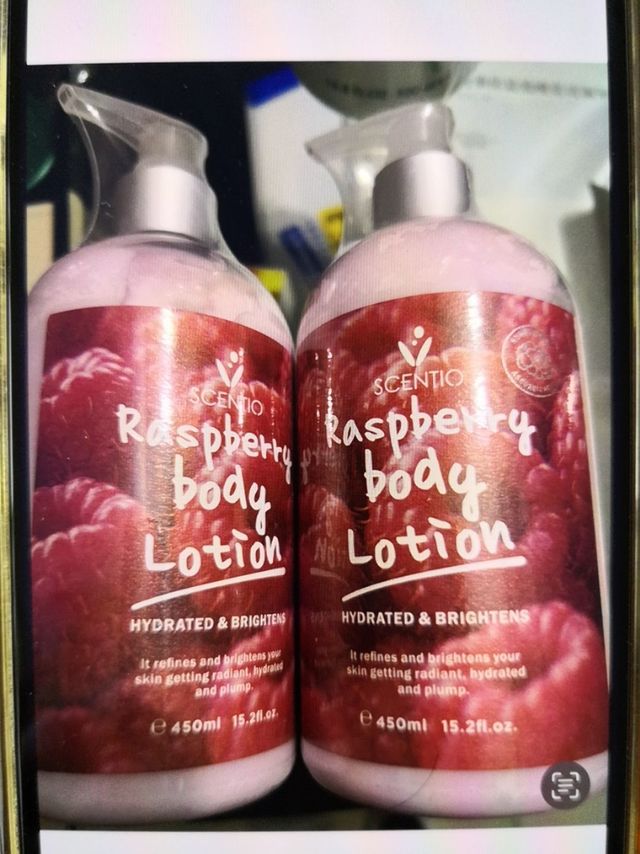 SCENTIO
Raspberry
body
Lotion
HYDRATED & BRIGHTENS
It refines and brightens your
skin getting radiant, hydrated
and plump.
℮ 450ml 15.2fl.oz.
SCENTIO
Raspberry
body
Lotion
HYDRATED & BRIGHTENS
It refines and brightens your
skin getting radiant, hydrated
and plump.
℮ 450ml 15.2fl.oz.